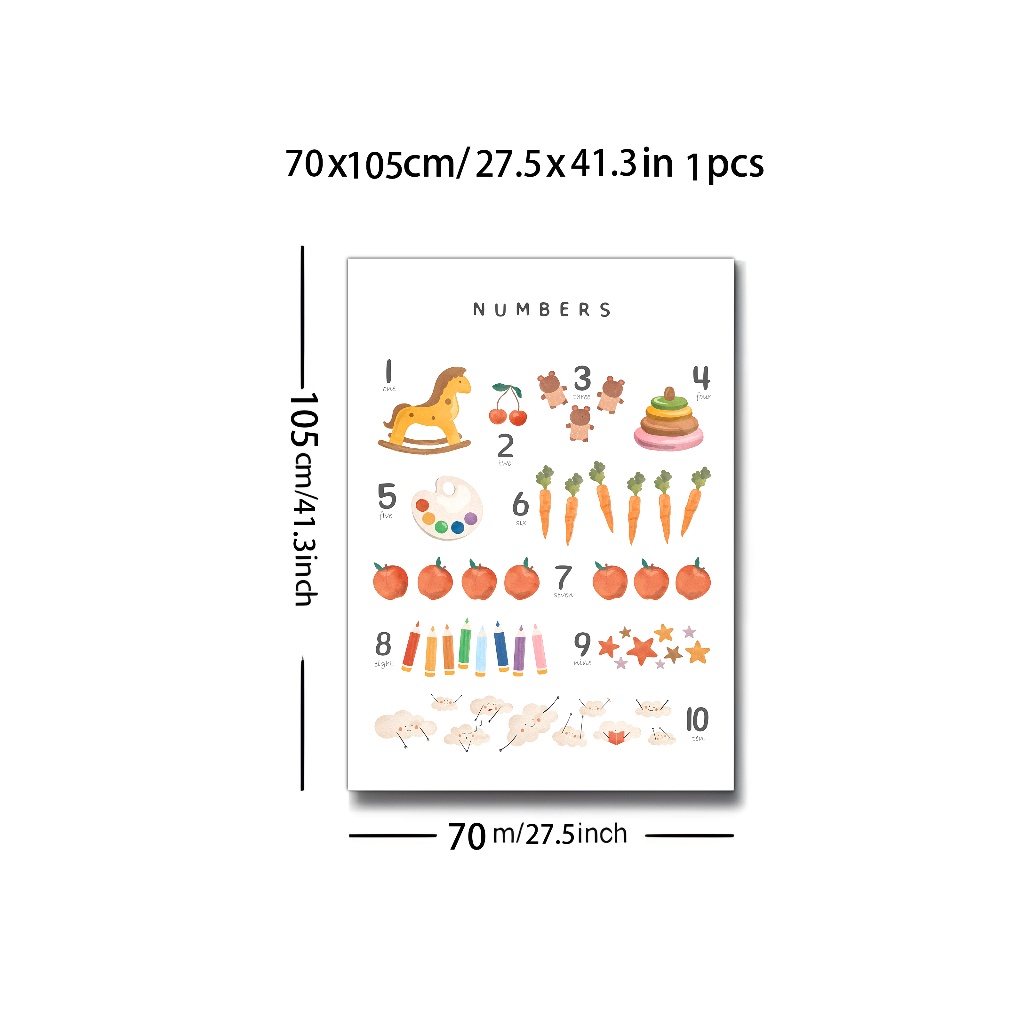 70x105cm/27.5x41.3in 1pcs
105cm/41.3inch
NUMBERS
1
one
2
two
3
three
4
four
5
five
6
six
7
seven
8
eight
9
nine
10
ten
70 m/27.5inch